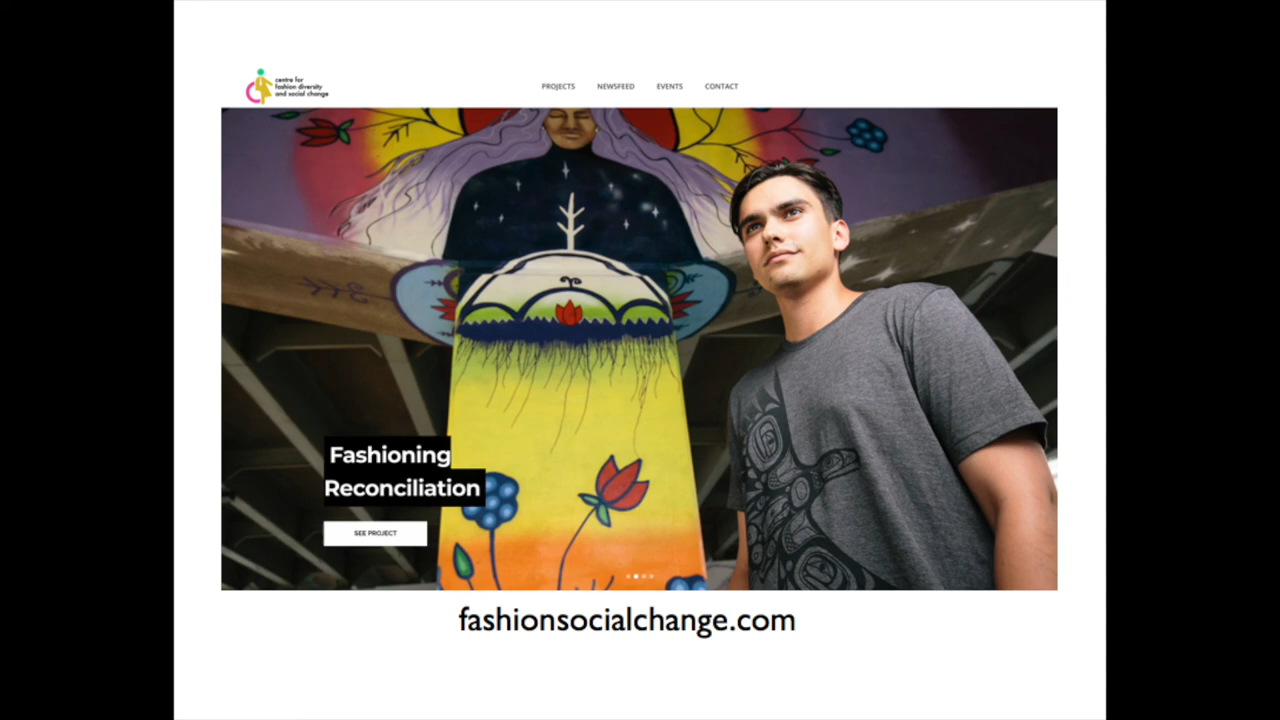 centre for
fashion diversity
and social change
PROJECTS NEWSFEED EVENTS CONTACT
Fashioning
Reconciliation
SEE PROJECT
fashionsocialchange.com